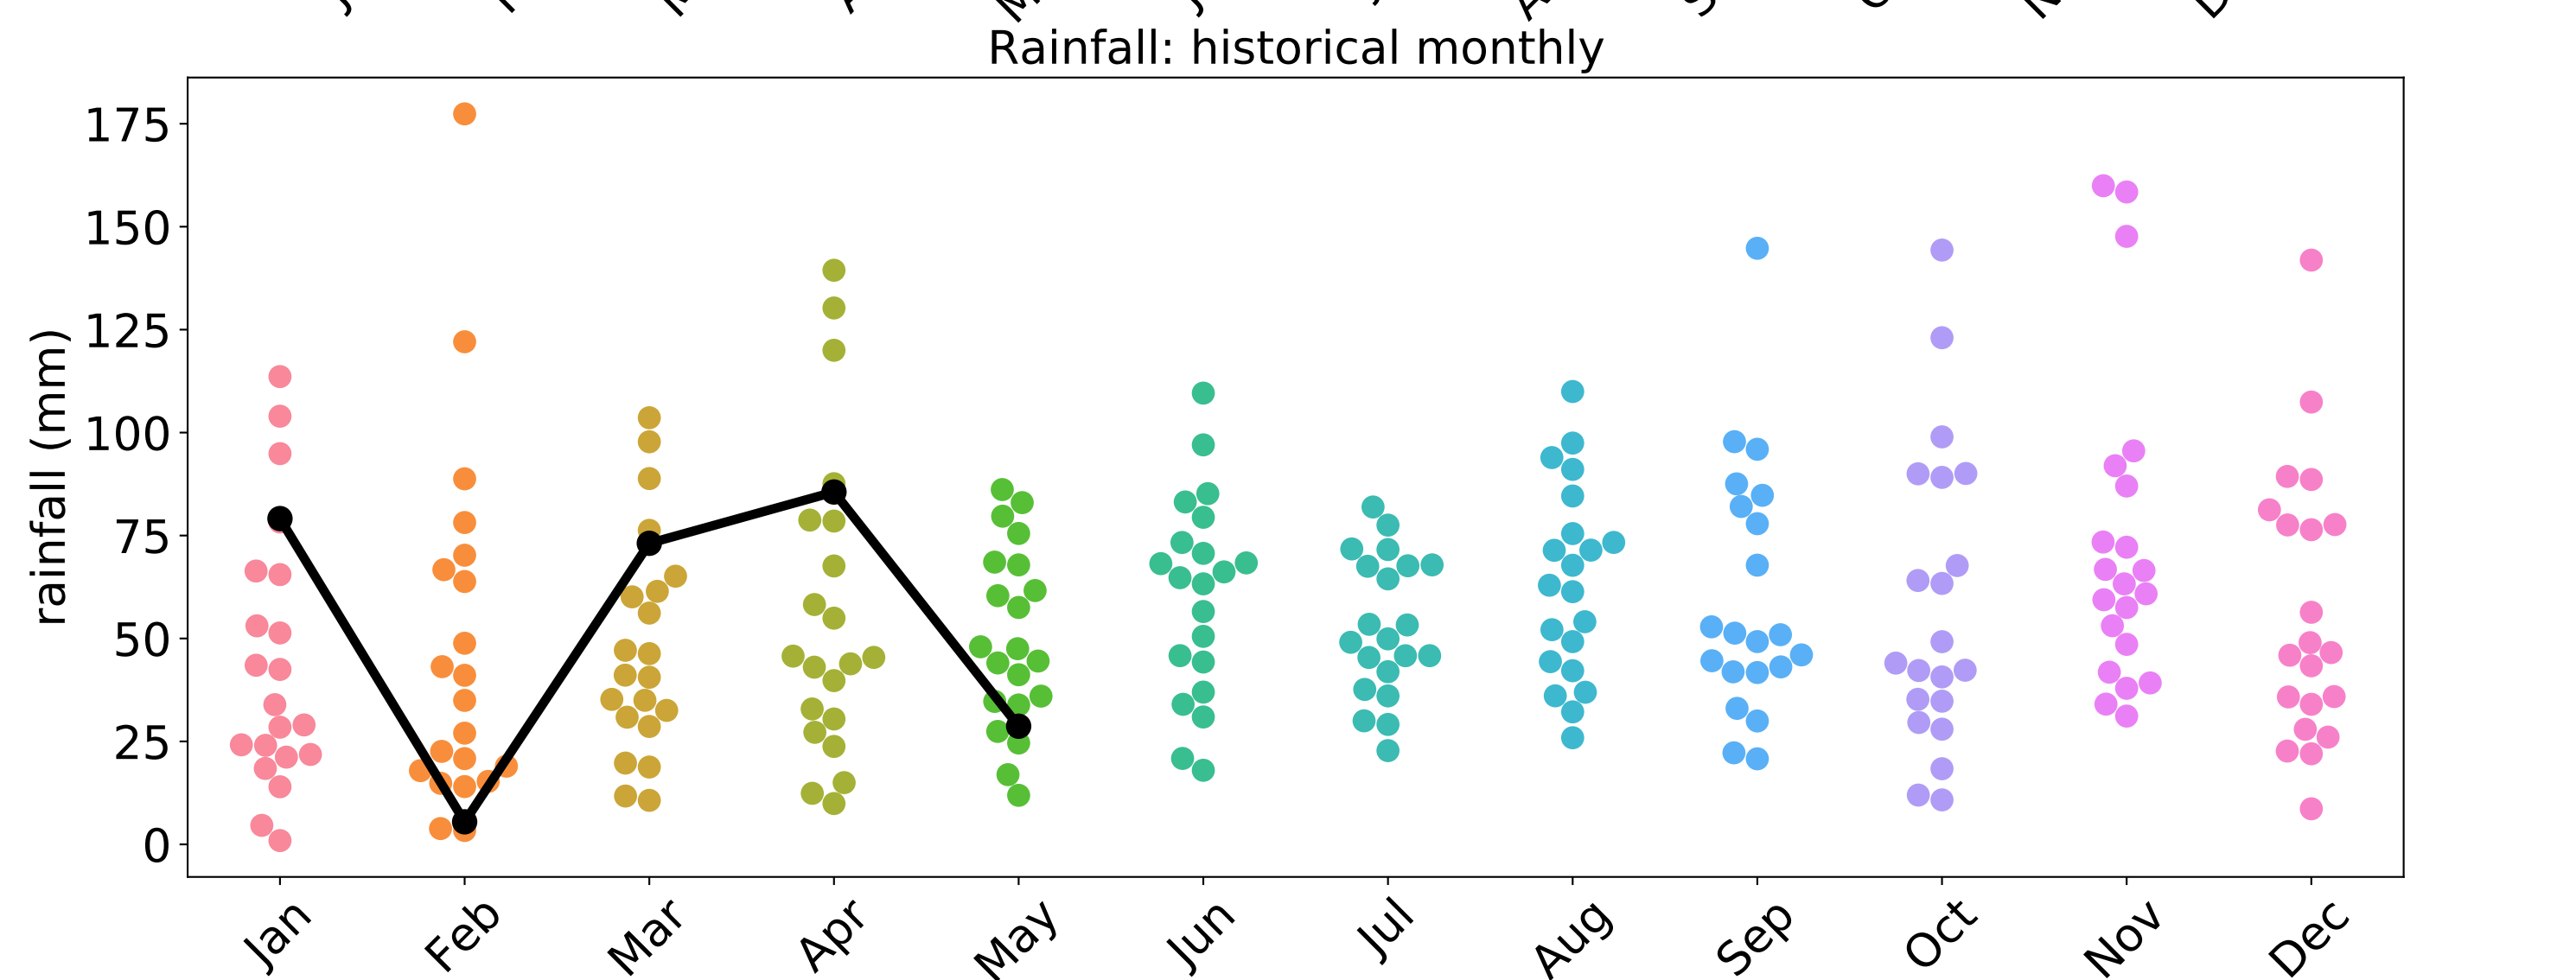 Rainfall: historical monthly
rainfall (mm)
175
150
125
100
75
50
25
0
Jan
Feb
Mar
Apr
May
Jun
Jul
Aug
Sep
Oct
Nov
Dec